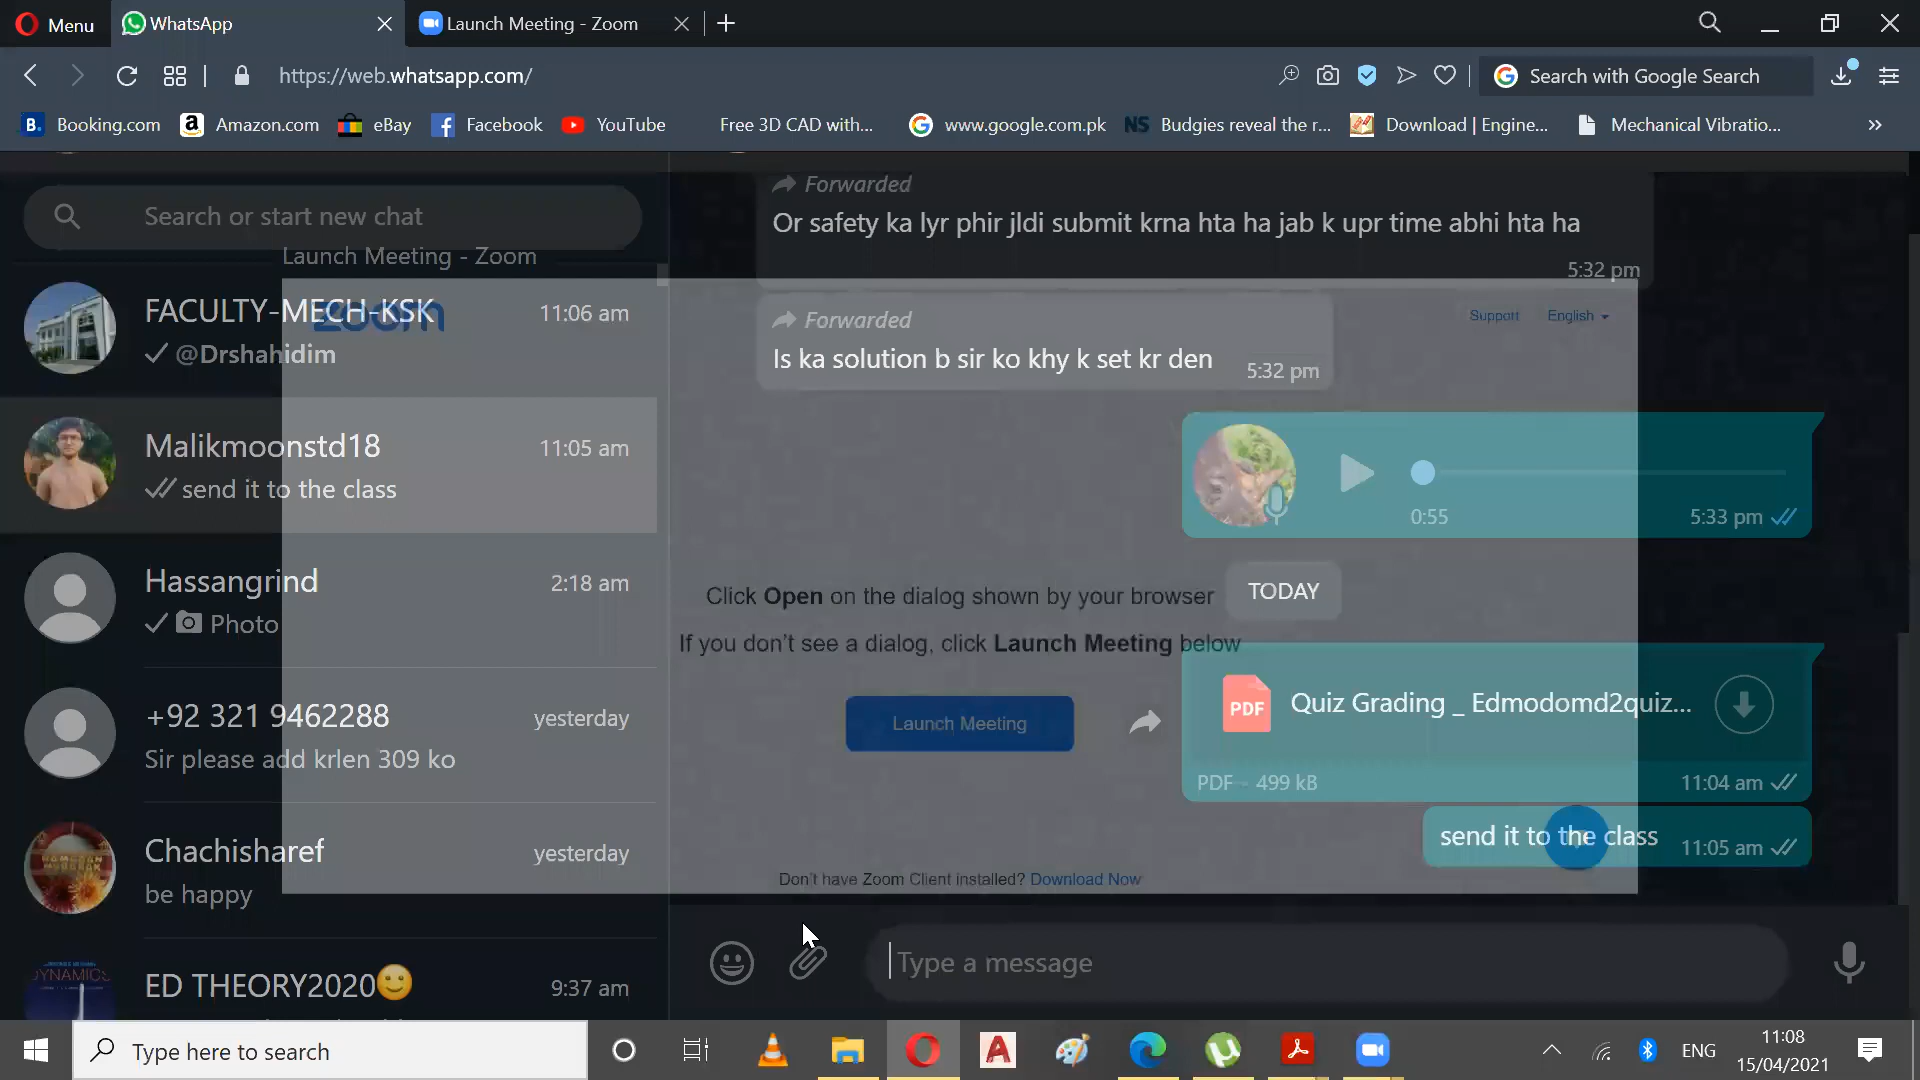 Menu
WhatsApp
Launch Meeting - Zoom
https://web.whatsapp.com/
Search with Google Search
Booking.com
Amazon.com
eBay
Facebook
YouTube
Free 3D CAD with...
www.google.com.pk
NS Budgies reveal the r...
Download | Engine...
Mechanical Vibratio...
Search or start new chat
Launch Meeting - Zoom
zoom
Support English
FACULTY-MECH-KSK 11:06 am
@Drshahidim
Malikmoonstd18 11:05 am
send it to the class
Hassangrind 2:18 am
Photo
+92 321 9462288 yesterday
Sir please add krlen 309 ko
Chachisharef yesterday
be happy
ED THEORY2020 9:37 am
Forwarded
Or safety ka lyr phir jldi submit krna hta ha jab k upr time abhi hta ha
5:32 pm
Forwarded
Is ka solution b sir ko khy k set kr den 5:32 pm
0:55 5:33 pm
TODAY
Click Open on the dialog shown by your browser
If you don't see a dialog, click Launch Meeting below
Launch Meeting
PDF Quiz Grading _ Edmodomd2quiz...
PDF - 499 kB 11:04 am
send it to the class 11:05 am
Don't have Zoom Client installed? Download Now
Type a message
Type here to search
ENG
11:08
15/04/2021